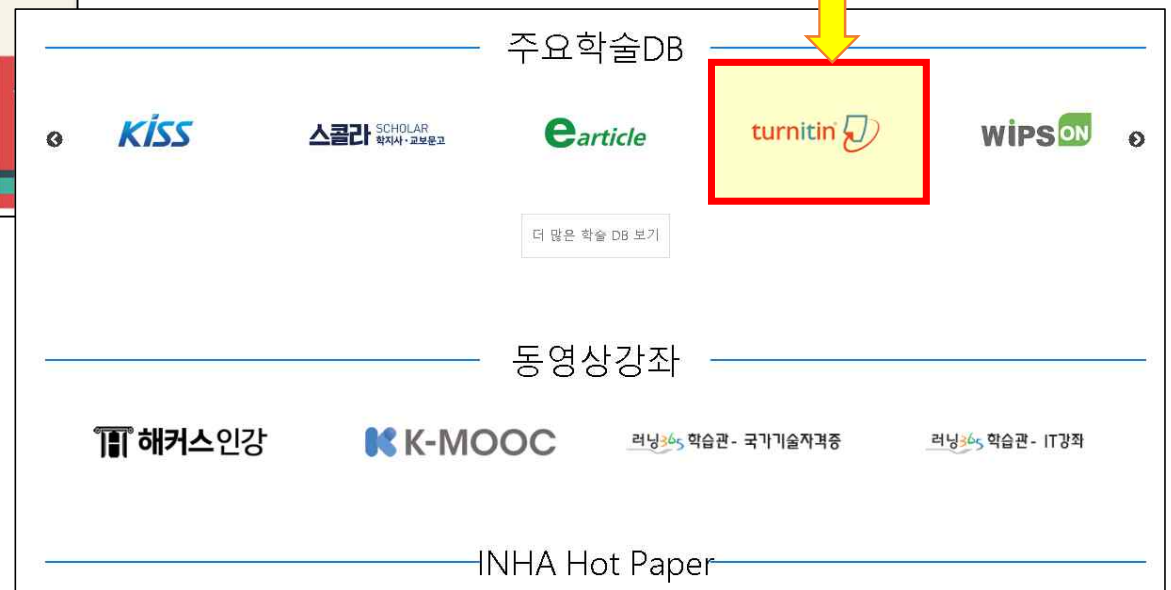 주요학술DB
KISS
스콜라 SCHOLAR
학지사·교보문고
earticle
turnitin
WIPS ON
더 많은 학술 DB 보기
동영상강좌
해커스인강
K-MOOC
러닝365 학습관- 국가기술자격증
러닝365 학습관- IT강좌
INHA Hot Paper